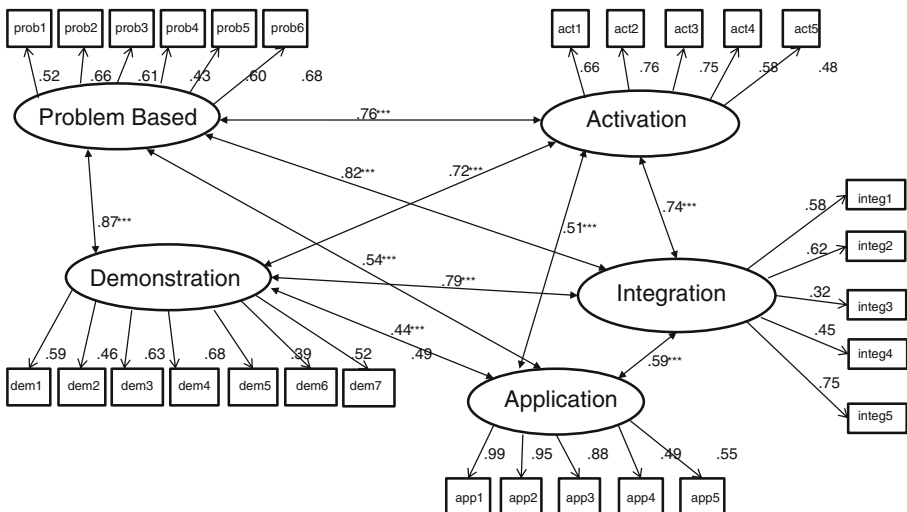 prob1 prob2 prob3 prob4 prob5 prob6
act1 act2 act3 act4 act5
.52 .66 .61 .43 .60 .68
.66 .76 .75 .58 .48
Problem Based
Activation
.76***
.82***
.72***
.87***
.51***
.74***
.54***
.79***
.44***
.49
.59***
integ1
.58
integ2
.62
integ3
.32
integ4
.45
integ5
.75
Demonstration
Integration
.59 .46 .63 .68 .39 .52
dem1 dem2 dem3 dem4 dem5 dem6 dem7
Application
.99 .95 .88 .49 .55
app1 app2 app3 app4 app5